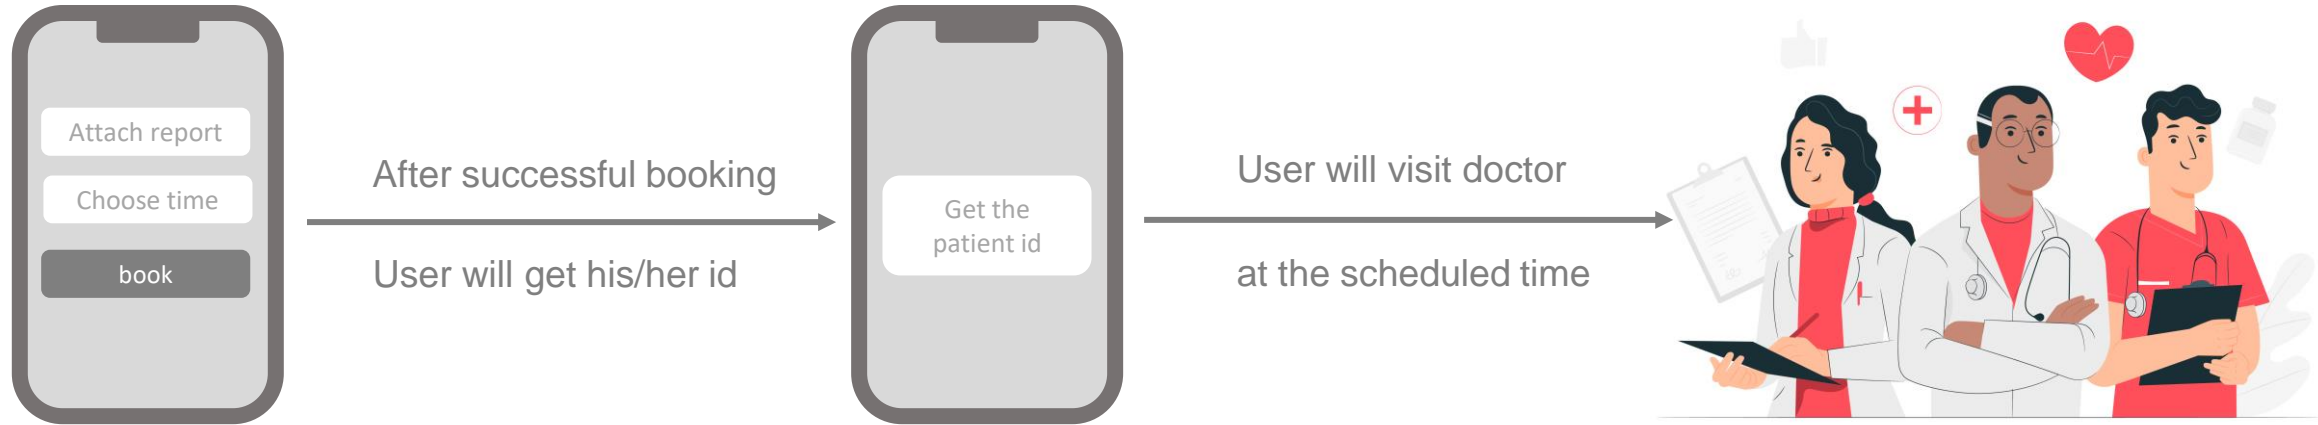 Attach report
Choose time
book
After successful booking
User will get his/her id
Get the
patient id
User will visit doctor
at the scheduled time